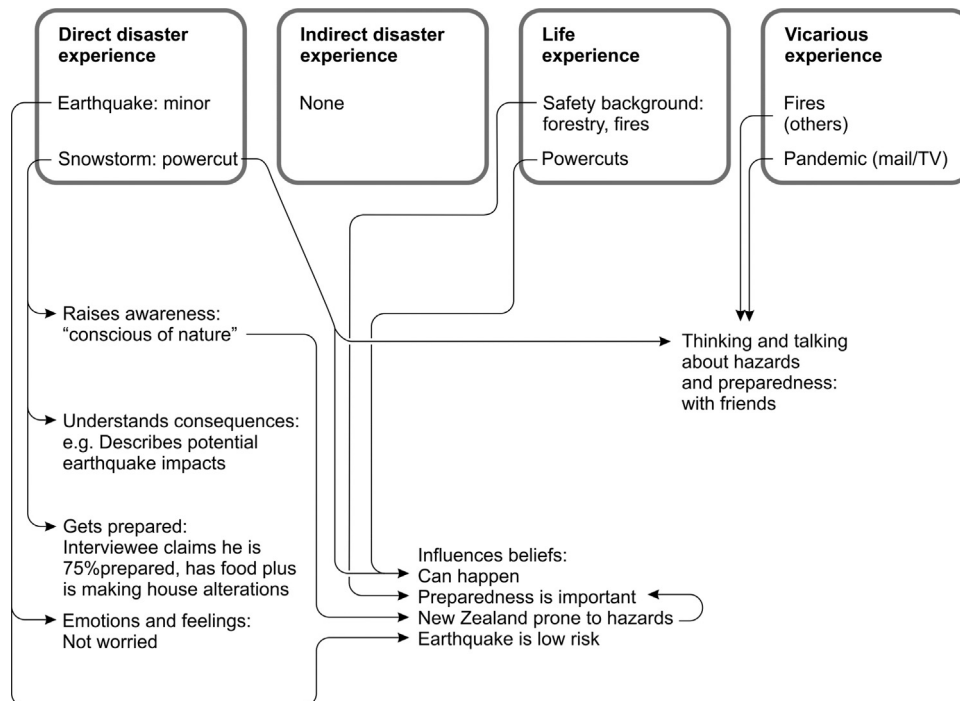 Direct disaster
experience
Earthquake: minor
Snowstorm: powercut
Indirect disaster
experience
None
Life
experience
Safety background:
forestry, fires
Powercuts
Vicarious
experience
Fires
(others)
Pandemic (mail/TV)
Raises awareness:
“conscious of nature”
Thinking and talking
about hazards
and preparedness:
with friends
Understands consequences:
e.g. Describes potential
earthquake impacts
Gets prepared:
Interviewee claims he is
75%prepared, has food plus
is making house alterations
Emotions and feelings:
Not worried
Influences beliefs:
Can happen
Preparedness is important
New Zealand prone to hazards
Earthquake is low risk